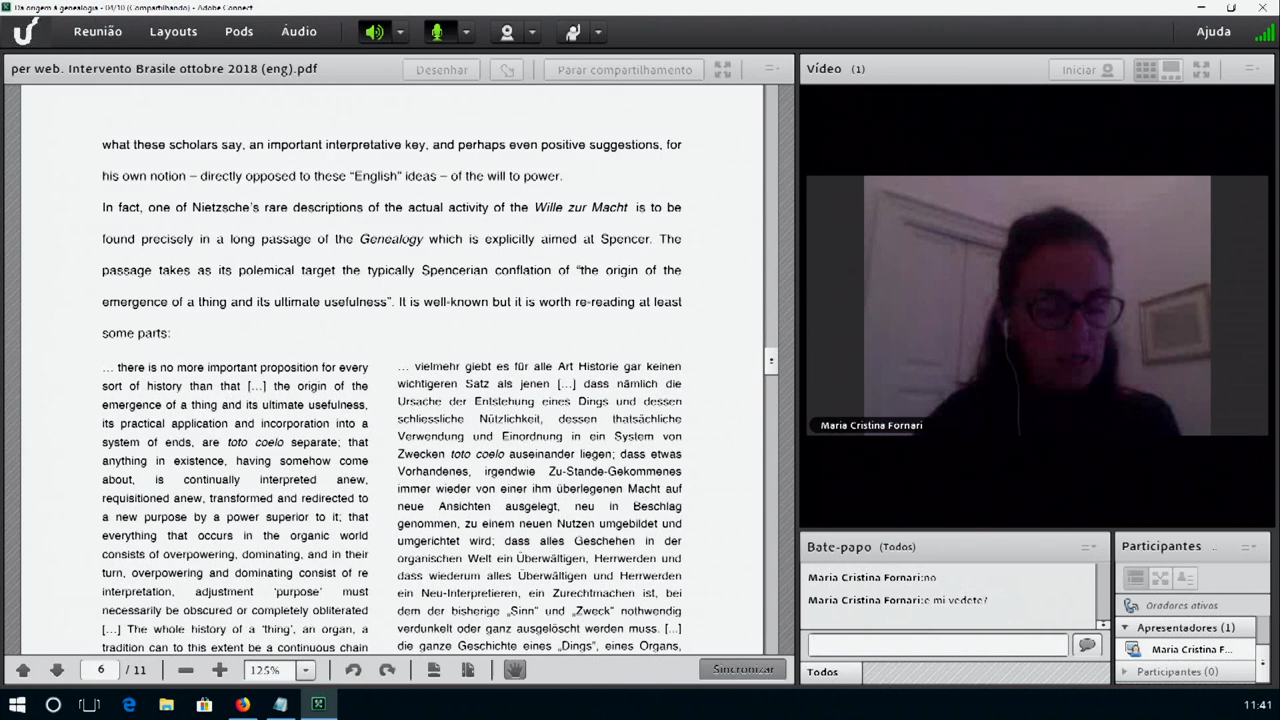 Da origem à genealogia - 04/10 (Compartilhando) - Adobe Connect
Reunião Layouts Pods Áudio Ajuda
per web. Intervento Brasile ottobre 2018 (eng).pdf Desenhar Parar compartilhamento
what these scholars say, an important interpretative key, and perhaps even positive suggestions, for
his own notion – directly opposed to these “English” ideas – of the will to power.
In fact, one of Nietzsche’s rare descriptions of the actual activity of the Wille zur Macht is to be
found precisely in a long passage of the Genealogy which is explicitly aimed at Spencer. The
passage takes as its polemical target the typically Spencerian conflation of “the origin of the
emergence of a thing and its ultimate usefulness”. It is well-known but it is worth re-reading at least
some parts:
… there is no more important proposition for every
sort of history than that […] the origin of the
emergence of a thing and its ultimate usefulness,
its practical application and incorporation into a
system of ends, are toto coelo separate; that
anything in existence, having somehow come
about, is continually interpreted anew,
requisitioned anew, transformed and redirected to
a new purpose by a power superior to it; that
everything that occurs in the organic world
consists of overpowering, dominating, and in their
turn, overpowering and dominating consist of re
interpretation, adjustment ‘purpose’ must
necessarily be obscured or completely obliterated
[…] The whole history of a ‘thing’, an organ, a
tradition can to this extent be a continuous chain
… vielmehr giebt es für alle Art Historie gar keinen
wichtigeren Satz als jenen […] dass nämlich die
Ursache der Entstehung eines Dings und dessen
schliessliche Nützlichkeit, dessen thatsächliche
Verwendung und Einordnung in ein System von
Zwecken toto coelo auseinander liegen; dass etwas
Vorhandenes, irgendwie Zu-Stande-Gekommenes
immer wieder von einer ihm überlegenen Macht auf
neue Ansichten ausgelegt, neu in Beschlag
genommen, zu einem neuen Nutzen umgebildet und
umgerichtet wird; dass alles Geschehen in der
organischen Welt ein Überwältigen, Herrwerden und
dass wiederum alles Überwältigen und Herrwerden
ein Neu-Interpretieren, ein Zurechtmachen ist, bei
dem der bisherige „Sinn“ und „Zweck“ nothwendig
verdunkelt oder ganz ausgelöscht werden muss. […]
die ganze Geschichte eines „Dings“, eines Organs,
6 / 11 125% Sincronizar
Vídeo (1) Iniciar
Maria Cristina Fornari
Bate-papo (Todos)
Maria Cristina Fornari:no
Maria Cristina Fornari:e mi vedete?
Todos
Participantes ..
Oradores ativos
Apresentadores (1)
Maria Cristina F...
Participantes (0)
11:41